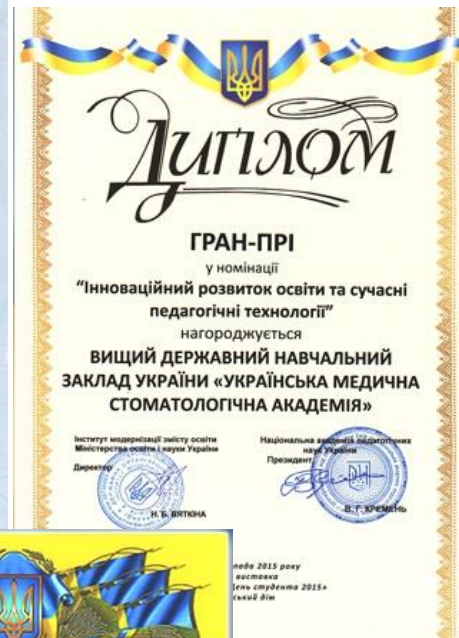 Диплом
ГРАН-ПРІ
у номінації
“Інноваційний розвиток освіти та сучасні
педагогічні технології”
нагороджується
ВИЩИЙ ДЕРЖАВНИЙ НАВЧАЛЬНИЙ
ЗАКЛАД УКРАЇНИ «УКРАЇНСЬКА МЕДИЧНА
СТОМАТОЛОГІЧНА АКАДЕМІЯ»
Інститут модернізації змісту освіти
Міністерства освіти і науки України
Директор
Н. Б. ВЯТКІНА
Національна академія педагогічних
наук України
Президент
В. Г. КРЕМЕНЬ
2015 року
виставка
студента 2015»
дім